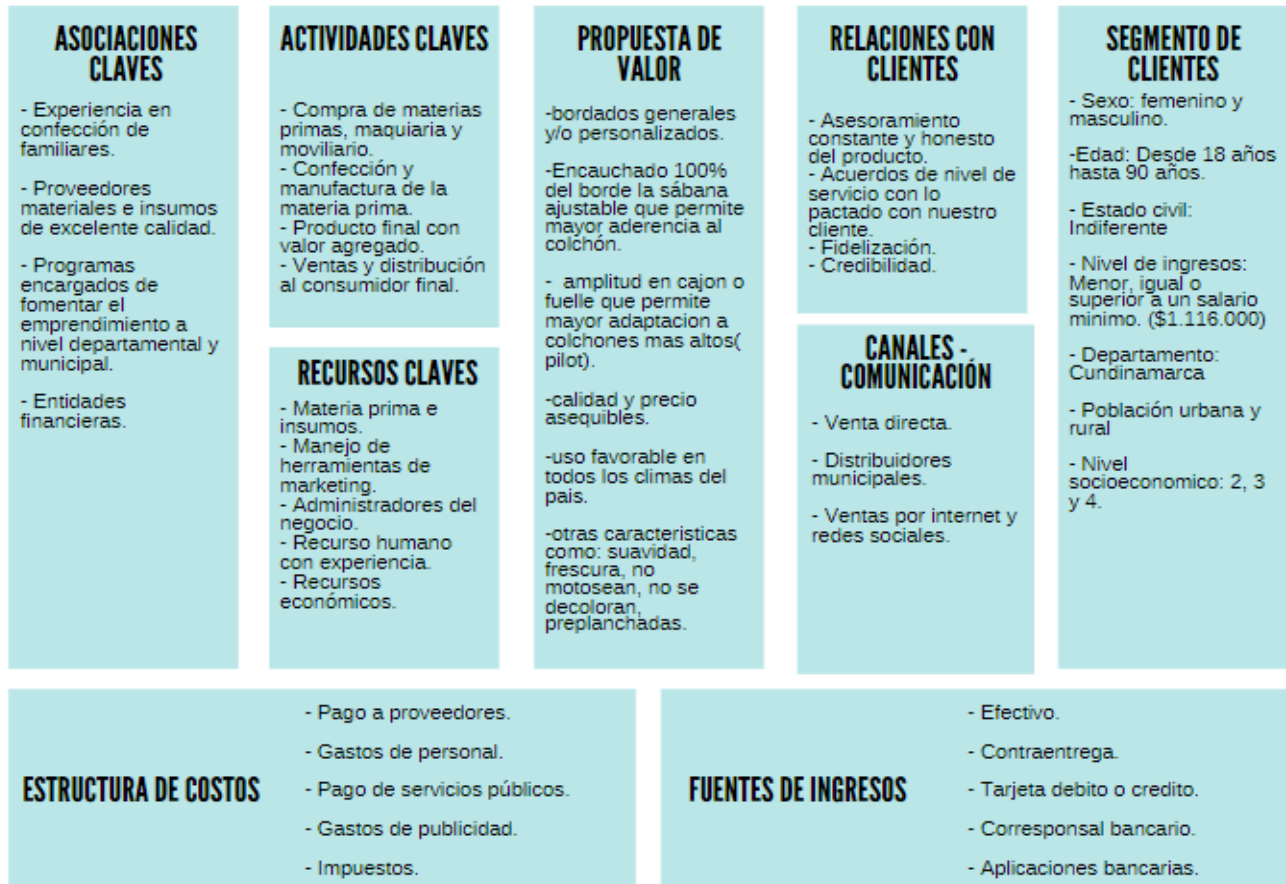 ASOCIACIONES
CLAVES
- Experiencia en
confección de
familiares.
- Proveedores
materiales e insumos
de excelente calidad.
- Programas
encargados de
fomentar el
emprendimiento a
nivel departamental y
municipal.
- Entidades
financieras.
ACTIVIDADES CLAVES
- Compra de materias
primas, maquiaria y
moviliario.
- Confección y
manufactura de la
materia prima.
- Producto final con
valor agregado.
- Ventas y distribución
al consumidor final.
RECURSOS CLAVES
- Materia prima e
insumos.
- Manejo de
herramientas de
marketing.
- Administradores del
negocio.
- Recurso humano
con experiencia.
- Recursos
económicos.
PROPUESTA DE
VALOR
-bordados generales
y/o personalizados.
-Encauchado 100%
del borde la sábana
ajustable que permite
mayor aderencia al
colchón.
- amplitud en cajon o
fuelle que permite
mayor adaptacion a
colchones mas altos(
pilot).
-calidad y precio
asequibles.
-uso favorable en
todos los climas del
pais.
-otras caracteristicas
como: suavidad,
frescura, no
motosean, no se
decoloran,
preplanchadas.
RELACIONES CON
CLIENTES
- Asesoramiento
constante y honesto
del producto.
- Acuerdos de nivel de
servicio con lo
pactado con nuestro
cliente.
- Fidelización.
- Credibilidad.
CANALES -
COMUNICACIÓN
- Venta directa.
- Distribuidores
municipales.
- Ventas por internet y
redes sociales.
SEGMENTO DE
CLIENTES
- Sexo: femenino y
masculino.
-Edad: Desde 18 años
hasta 90 años.
- Estado civil:
Indiferente
- Nivel de ingresos:
Menor, igual o
superior a un salario
minimo. ($1.116.000)
- Departamento:
Cundinamarca
- Población urbana y
rural
- Nivel
socioeconomico: 2, 3
y 4.
ESTRUCTURA DE COSTOS
- Pago a proveedores.
- Gastos de personal.
- Pago de servicios públicos.
- Gastos de publicidad.
- Impuestos.
FUENTES DE INGRESOS
- Efectivo.
- Contraentrega.
- Tarjeta debito o credito.
- Corresponsal bancario.
- Aplicaciones bancarias.